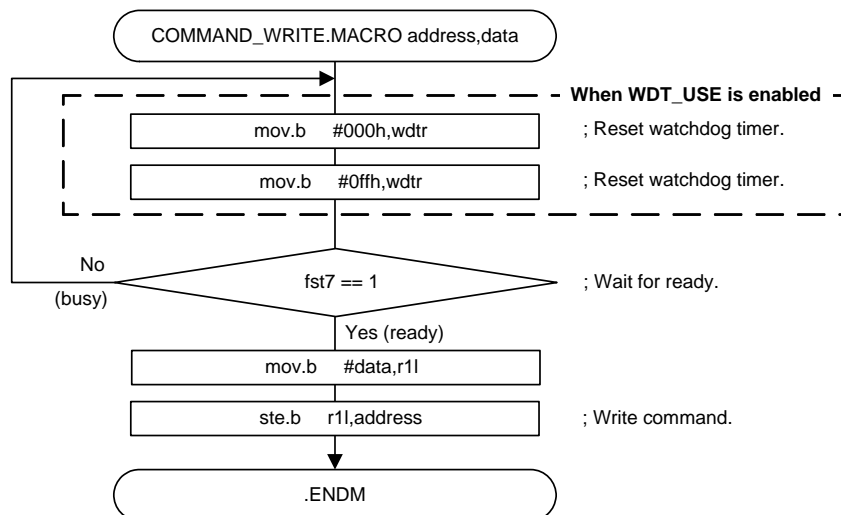 COMMAND_WRITE.MACRO address,data
When WDT_USE is enabled
mov.b #000h,wdtr ; Reset watchdog timer.
mov.b #0ffh,wdtr ; Reset watchdog timer.
No
(busy)
fst7 == 1 ; Wait for ready.
Yes (ready)
mov.b #data,r1l
ste.b r1l,address ; Write command.
.ENDM